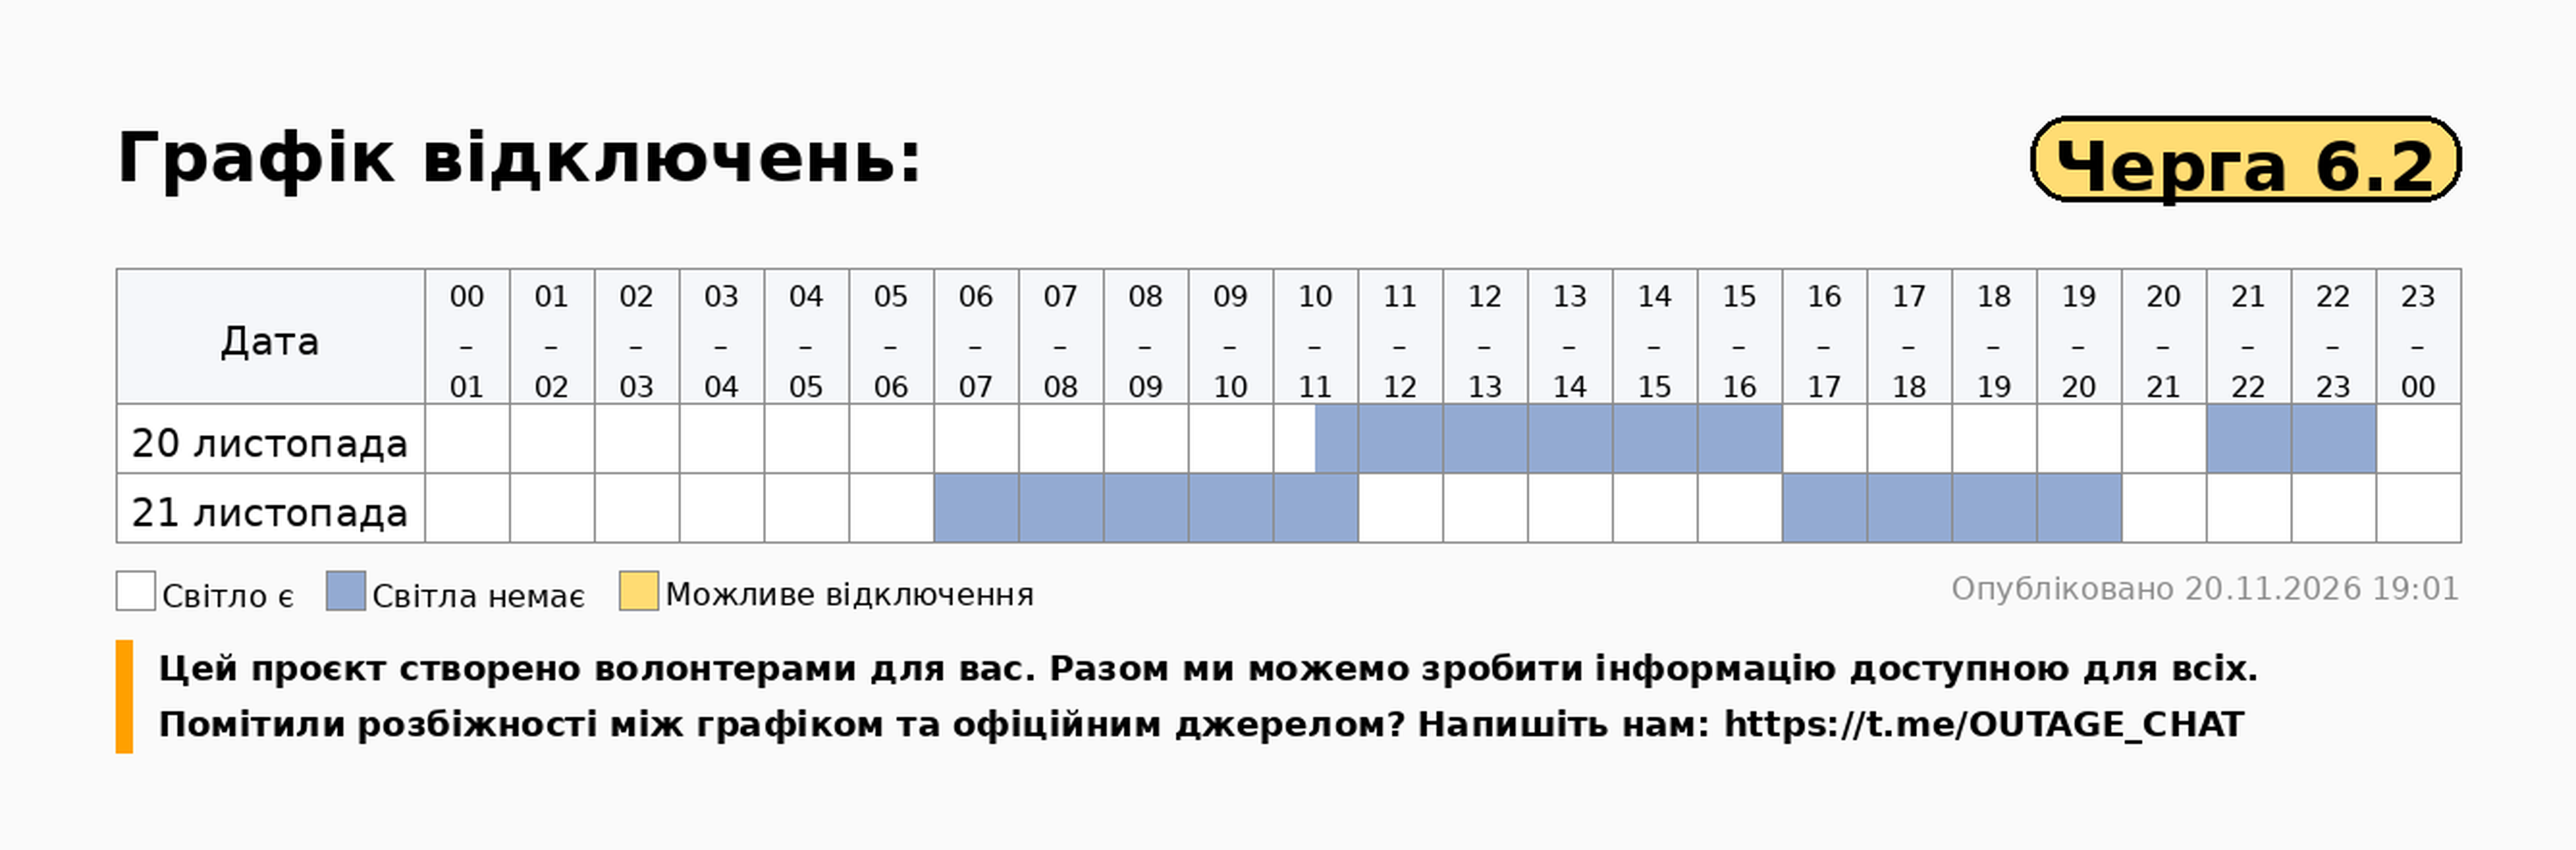 Графік відключень:
Черга 6.2
Дата 00 – 01 01 – 02 02 – 03 03 – 04 04 – 05 05 – 06 06 – 07 07 – 08 08 – 09 09 – 10 10 – 11 11 – 12 12 – 13 13 – 14 14 – 15 15 – 16 16 – 17 17 – 18 18 – 19 19 – 20 20 – 21 21 – 22 22 – 23 23 – 00
20 листопада
21 листопада
Світло є Світла немає Можливе відключення
Опубліковано 20.11.2026 19:01
Цей проєкт створено волонтерами для вас. Разом ми можемо зробити інформацію доступною для всіх.
Помітили розбіжності між графіком та офіційним джерелом? Напишіть нам: https://t.me/OUTAGE_CHAT